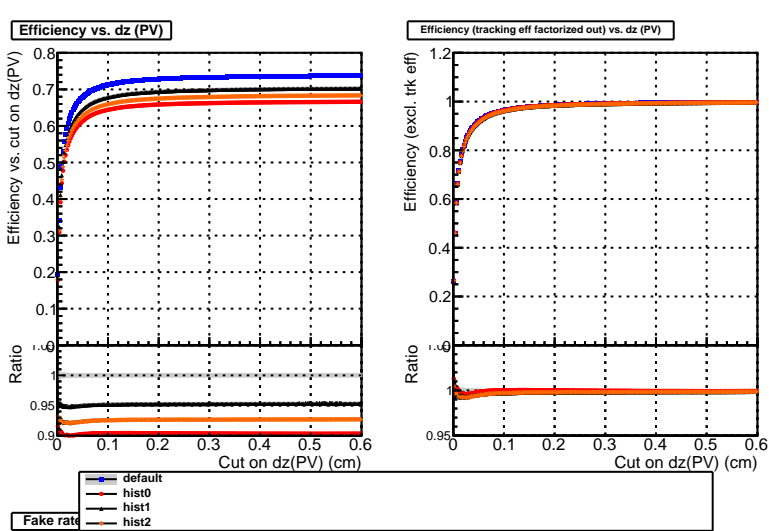 Efficiency vs. dz (PV)
Efficiency vs. cut on dz(PV)
0.8
0.7
0.6
0.5
0.4
0.3
0.2
0.1
0
Ratio
1
0.95
0.9
0 0.1 0.2 0.3 0.4 0.5 0.6
Cut on dz(PV) (cm)
Efficiency (tracking eff factorized out) vs. dz (PV)
Efficiency (excl. trk eff)
1.2
1
0.8
0.6
0.4
0.2
0
Ratio
1
0.95
0 0.1 0.2 0.3 0.4 0.5 0.6
Cut on dz(PV) (cm)
default
hist0
hist1
hist2
Fake rate